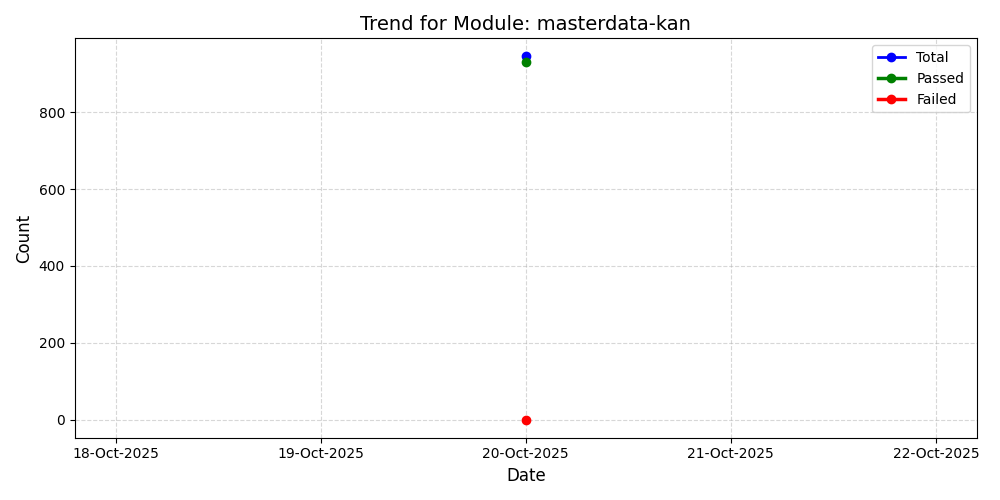 Trend for Module: masterdata-kan
Total
Passed
Failed
800
600
400
200
0
Count
18-Oct-2025
19-Oct-2025
20-Oct-2025
21-Oct-2025
22-Oct-2025
Date